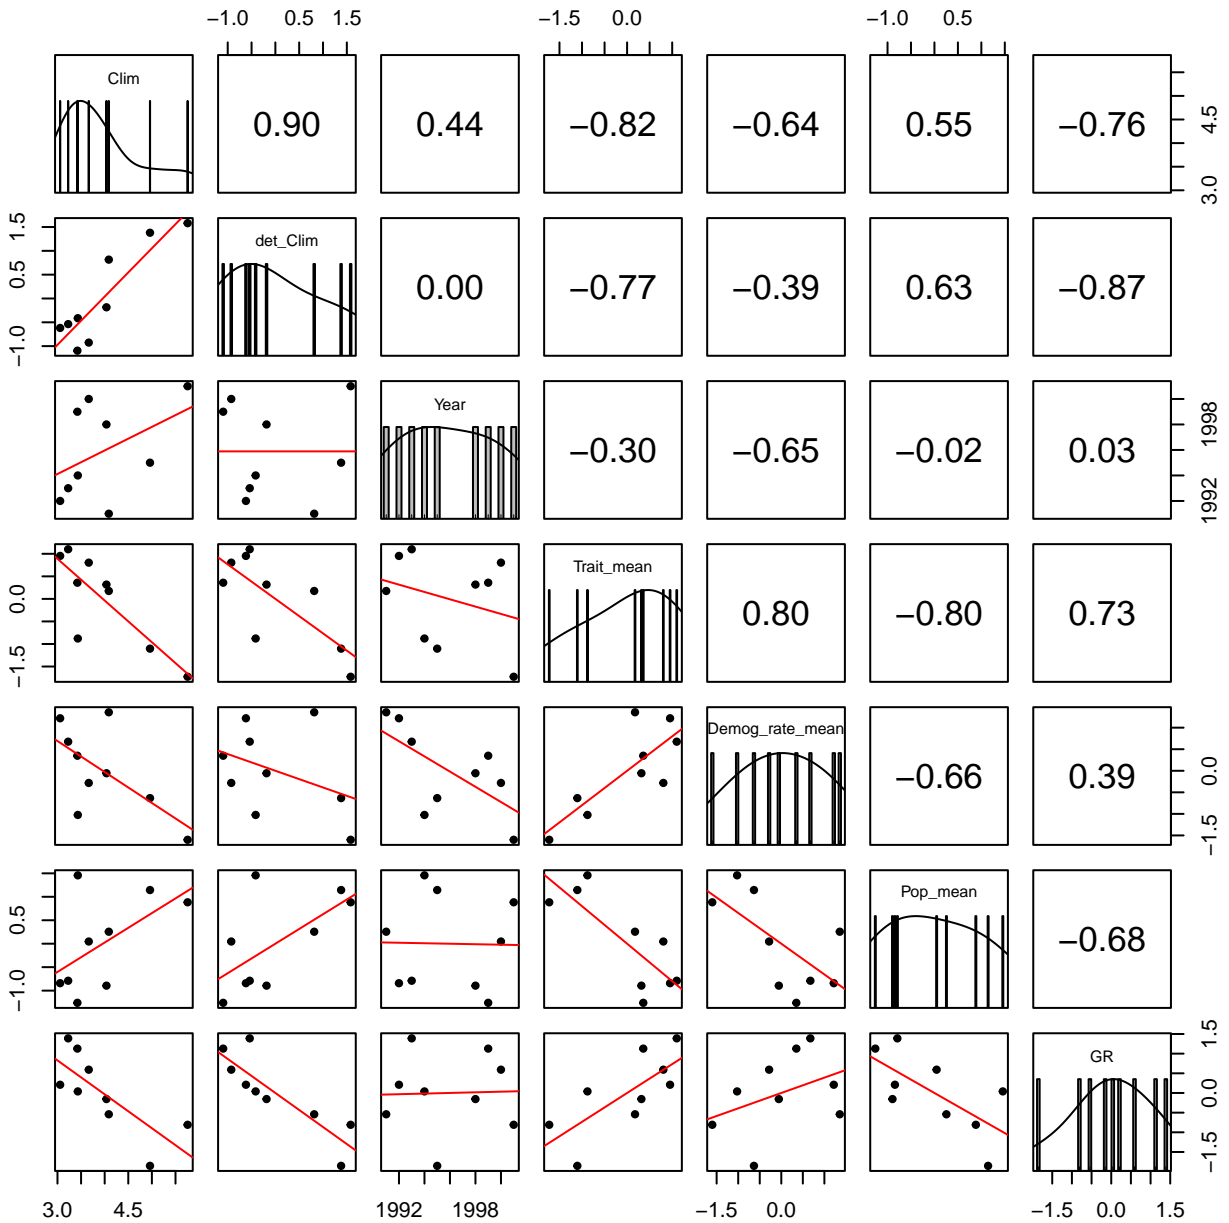 −1.0 0.5 1.5 −1.5 0.0 −1.0 0.5
Clim 0.90 0.44 −0.82 −0.64 0.55 −0.76
3.0 4.5
−1.0 0.5 1.5
det_Clim 0.00 −0.77 −0.39 0.63 −0.87
Year −0.30 −0.65 −0.02 0.03
1992 1998
−1.5 0.0
Trait_mean 0.80 −0.80 0.73
Demog_rate_mean −0.66 0.39
−1.5 0.0
−1.0 0.5
Pop_mean −0.68
GR
−1.5 0.0 1.5
3.0 4.5 1992 1998 −1.5 0.0 −1.5 0.0 1.5